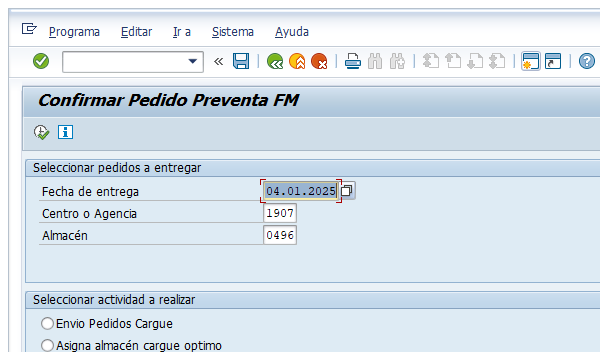 Programa Editar Ir a Sistema Ayuda
Confirmar Pedido Preventa FM
Seleccionar pedidos a entregar
Fecha de entrega 04.01.2025
Centro o Agencia 1907
Almacén 0496
Seleccionar actividad a realizar
Envio Pedidos Cargue
Asigna almacén cargue optimo